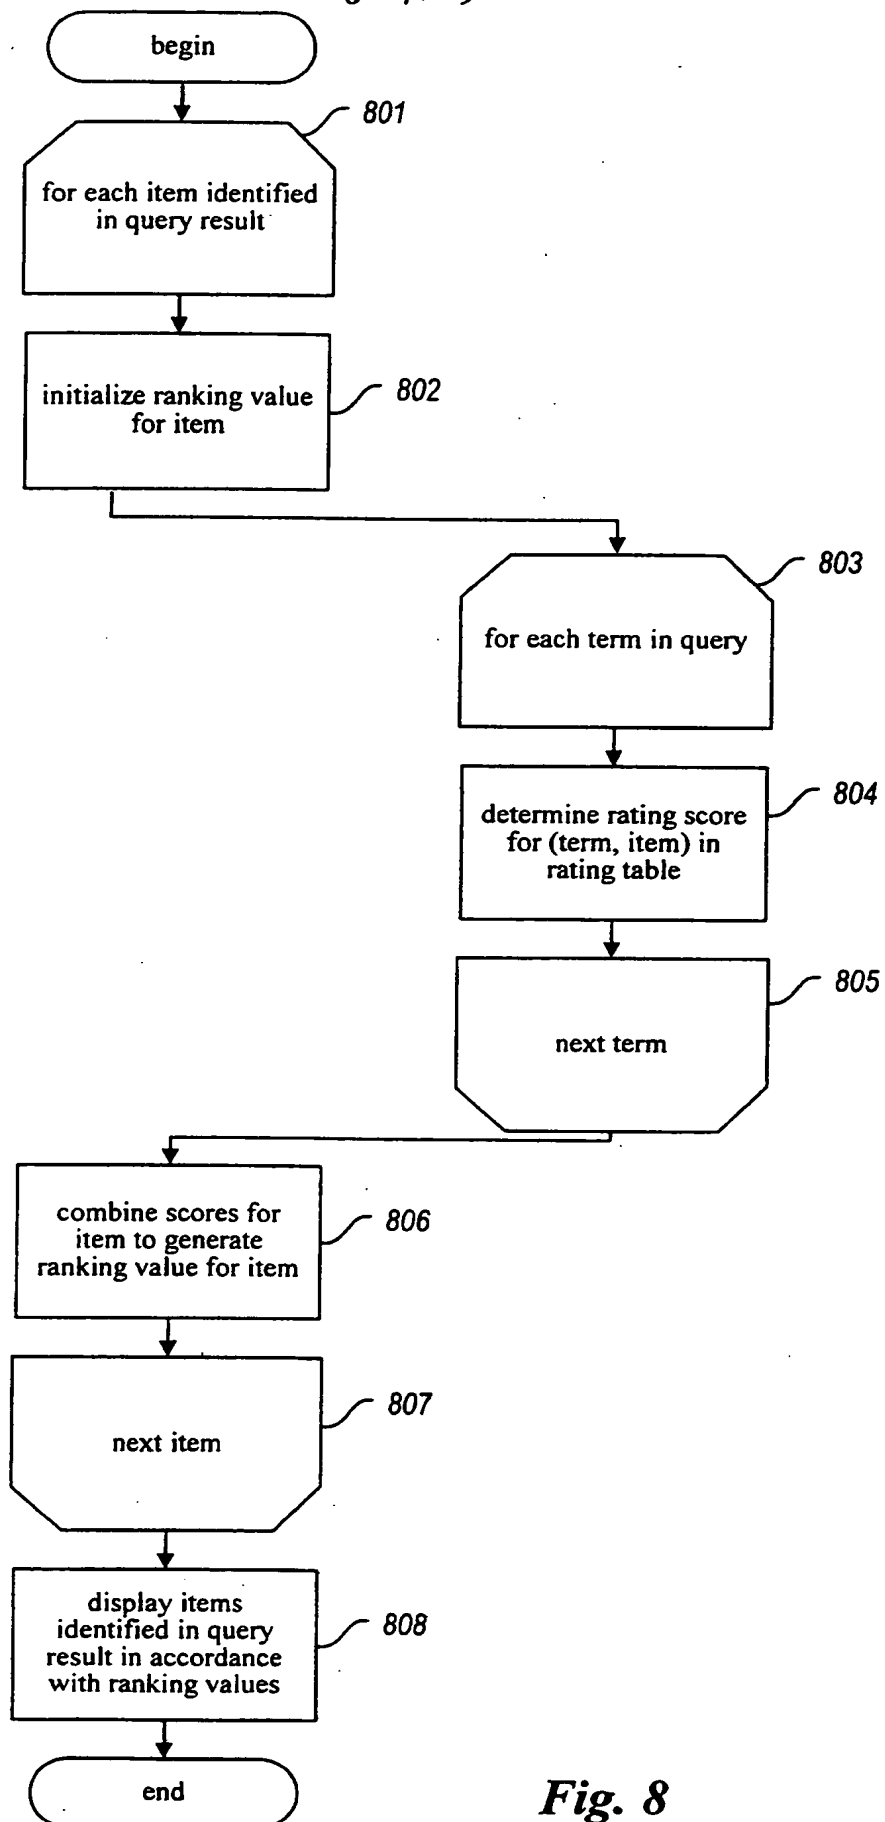 begin
801
for each item identified
in query result
initialize ranking value
for item
802
803
for each term in query
804
determine rating score
for (term, item) in
rating table
805
next term
combine scores for
item to generate
ranking value for item
806
807
next item
display items
identified in query
result in accordance
with ranking values
808
end
Fig. 8